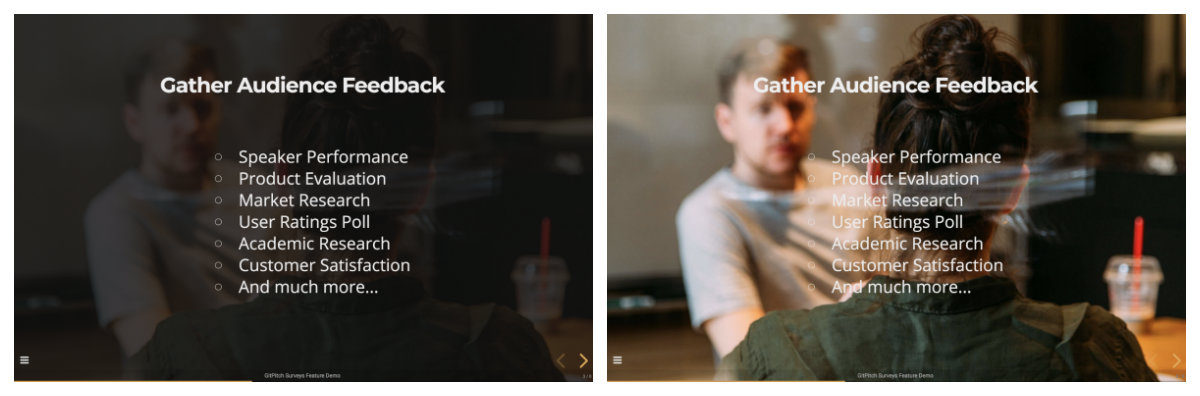 Gather Audience Feedback
Speaker Performance
Product Evaluation
Market Research
User Ratings Poll
Academic Research
Customer Satisfaction
And much more...
GitPitch Surveys Feature Demo
Gather Audience Feedback
Speaker Performance
Product Evaluation
Market Research
User Ratings Poll
Academic Research
Customer Satisfaction
And much more...
GitPitch Surveys Feature Demo